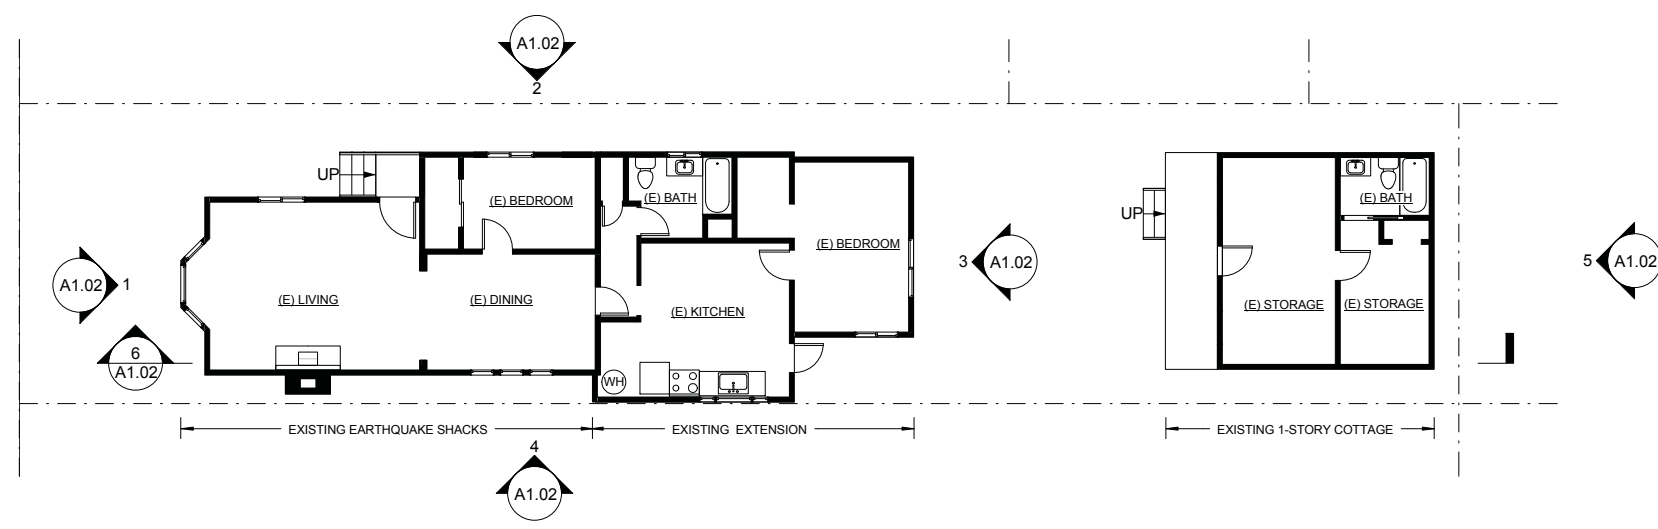 A1.02
2
UP
(E) BEDROOM
(E) BATH
(E) BEDROOM
UP
(E) BATH
A1.02
1
(E) LIVING
(E) DINING
(E) KITCHEN
3
A1.02
(E) STORAGE
(E) STORAGE
5
A1.02
6
A1.02
WH
EXISTING EARTHQUAKE SHACKS
EXISTING EXTENSION
EXISTING 1-STORY COTTAGE
4
A1.02